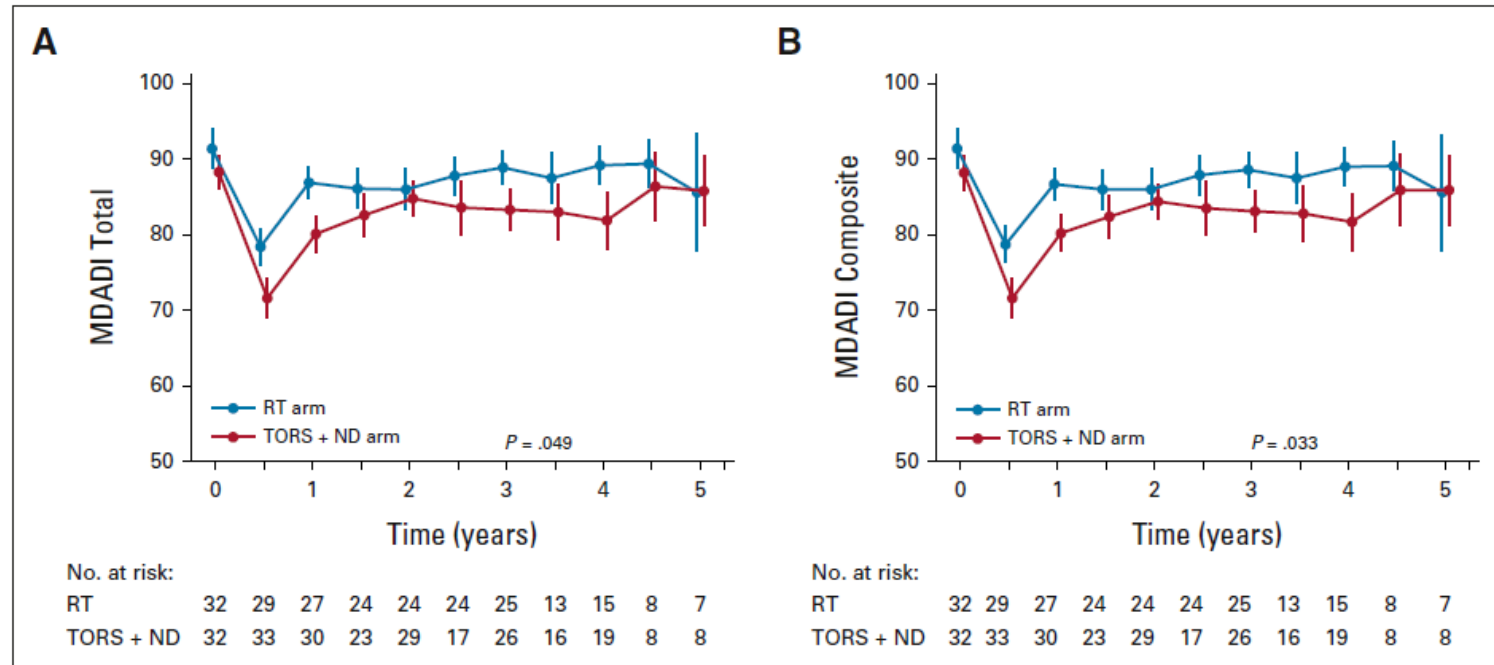 A
MDADI Total
100
90
80
70
60
50
RT arm
TORS + ND arm
P = .049
0 1 2 3 4 5
Time (years)
No. at risk:
RT 32 29 27 24 24 24 25 13 15 8 7
TORS + ND 32 33 30 23 29 17 26 16 19 8 8
B
MDADI Composite
100
90
80
70
60
50
RT arm
TORS + ND arm
P = .033
0 1 2 3 4 5
Time (years)
No. at risk:
RT 32 29 27 24 24 24 25 13 15 8 7
TORS + ND 32 33 30 23 29 17 26 16 19 8 8